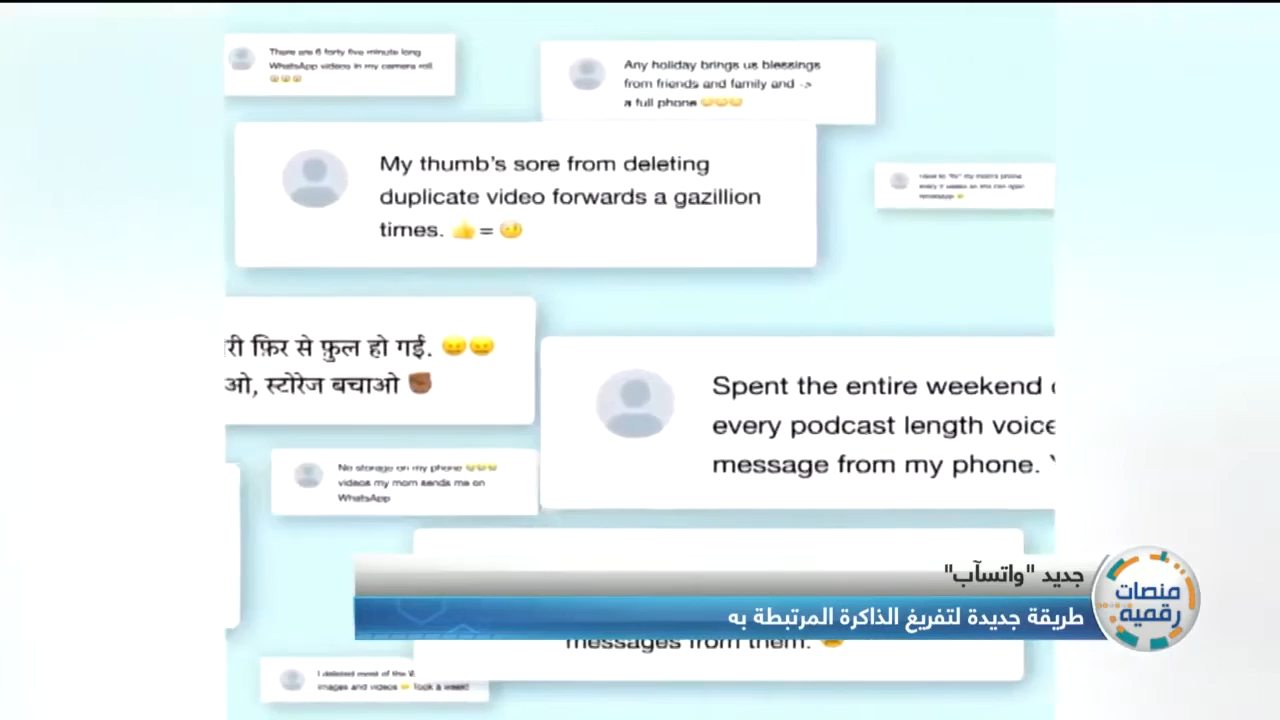 There are 6 forty five minute long
WhatsApp videos in my camera roll
😢😢😢
Any holiday brings us blessings
from friends and family and ->
a full phone 😑😑😑
My thumb's sore from deleting
duplicate video forwards a gazillion
times. 👍 = 🤕
री फ़िर से फ़ुल हो गई. 😠😠
ओ, स्टोरेज बचाओ ✊🏾
Spent the entire weekend
every podcast length voice
message from my phone.
No storage on my phone
videos my mom sends me on
WhatsApp
messages from them.
I deleted most of the
images and videos Took a week!
جديد "واتسآب"
طريقة جديدة لتفريغ الذاكرة المرتبطة به
منصات
رقمية